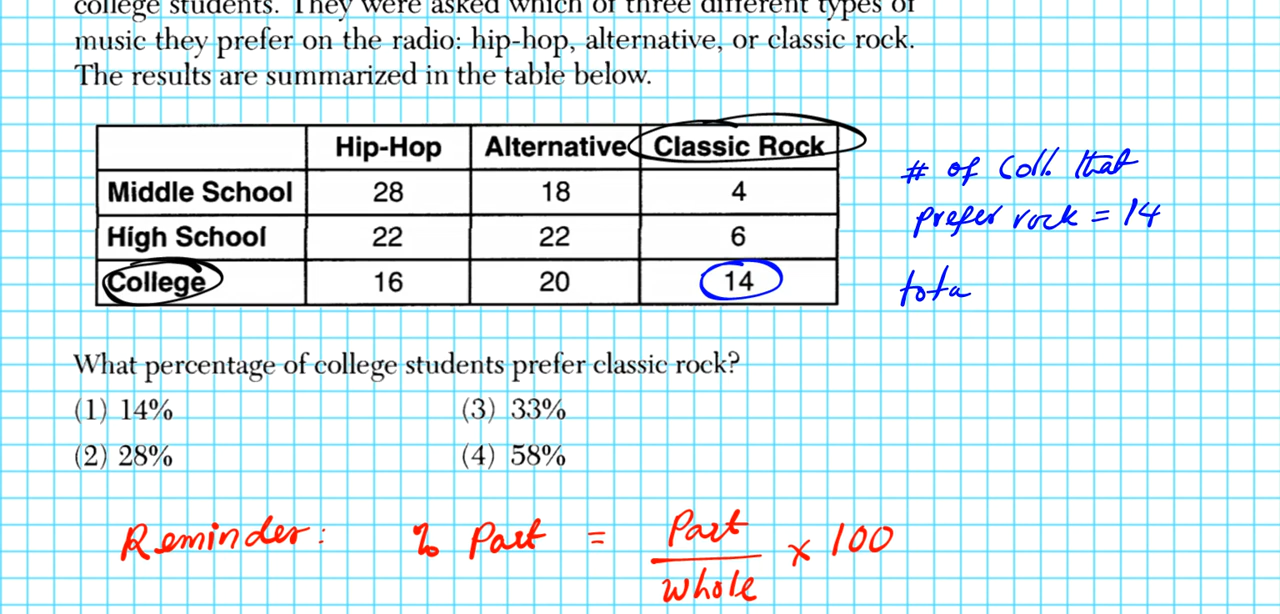 college students. They were asked which of three different types of
music they prefer on the radio: hip-hop, alternative, or classic rock.
The results are summarized in the table below.
Hip-Hop Alternative Classic Rock
Middle School 28 18 4
High School 22 22 6
College 16 20 14
# of Coll. that
prefer rock = 14
tota
What percentage of college students prefer classic rock?
(1) 14% (3) 33%
(2) 28% (4) 58%
Reminder: % Part = Part / whole × 100